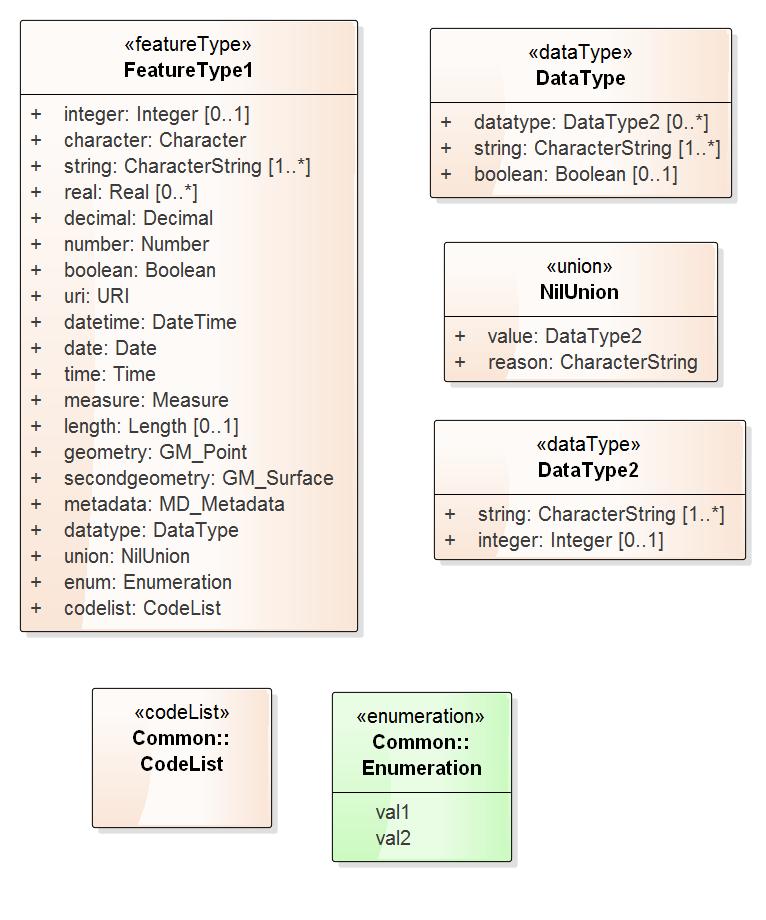 «featureType»
FeatureType1
+ integer: Integer [0..1]
+ character: Character
+ string: CharacterString [1..*]
+ real: Real [0..*]
+ decimal: Decimal
+ number: Number
+ boolean: Boolean
+ uri: URI
+ datetime: DateTime
+ date: Date
+ time: Time
+ measure: Measure
+ length: Length [0..1]
+ geometry: GM_Point
+ secondgeometry: GM_Surface
+ metadata: MD_Metadata
+ datatype: DataType
+ union: NilUnion
+ enum: Enumeration
+ codelist: CodeList
«dataType»
DataType
+ datatype: DataType2 [0..*]
+ string: CharacterString [1..*]
+ boolean: Boolean [0..1]
«union»
NilUnion
+ value: DataType2
+ reason: CharacterString
«dataType»
DataType2
+ string: CharacterString [1..*]
+ integer: Integer [0..1]
«codeList»
Common::
CodeList
«enumeration»
Common::
Enumeration
val1
val2